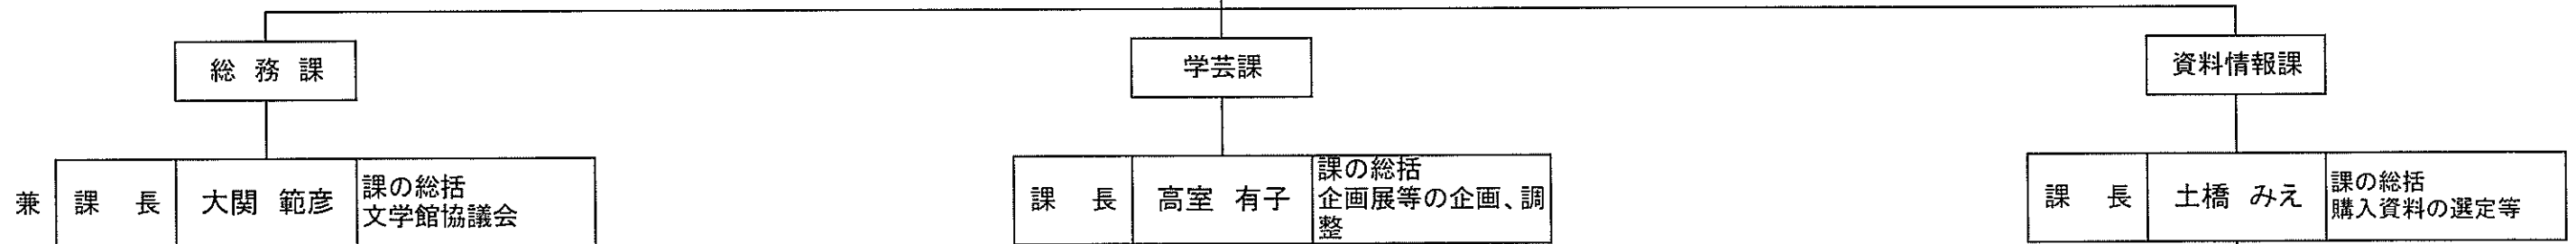 総務課
学芸課
資料情報課
兼 課長 大関 範彦
課の総括
文学館協議会
課長 高室 有子
課の総括
企画展等の企画、調
整
課長 土橋 みえ
課の総括
購入資料の選定等